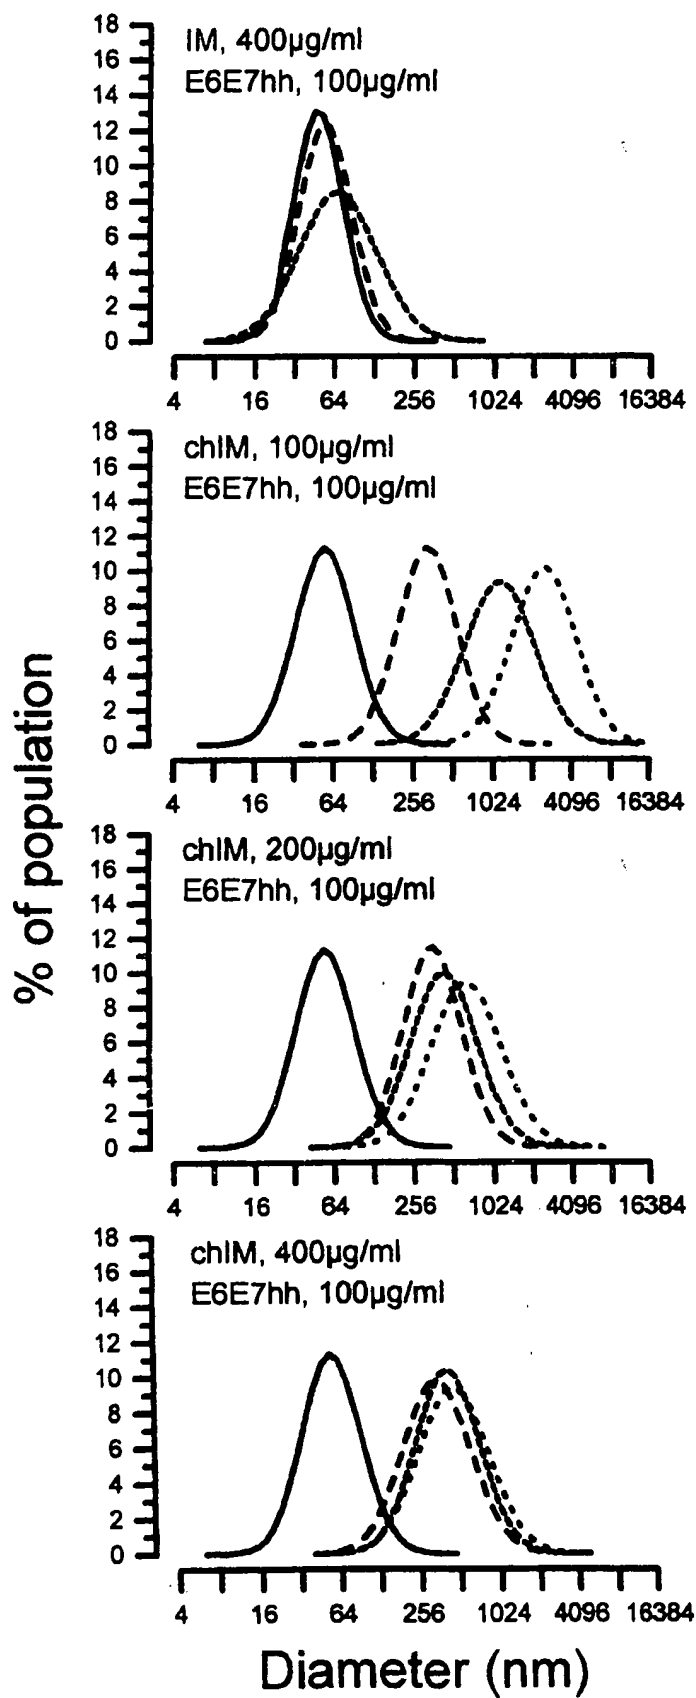 % of population
IM, 400µg/ml
E6E7hh, 100µg/ml
18
16
14
12
10
8
6
4
2
0
4 16 64 256 1024 4096 16384
chIM, 100µg/ml
E6E7hh, 100µg/ml
18
16
14
12
10
8
6
4
2
0
4 16 64 256 1024 4096 16384
chIM, 200µg/ml
E6E7hh, 100µg/ml
18
16
14
12
10
8
6
4
2
0
4 16 64 256 1024 4096 16384
chIM, 400µg/ml
E6E7hh, 100µg/ml
18
16
14
12
10
8
6
4
2
0
4 16 64 256 1024 4096 16384
Diameter (nm)